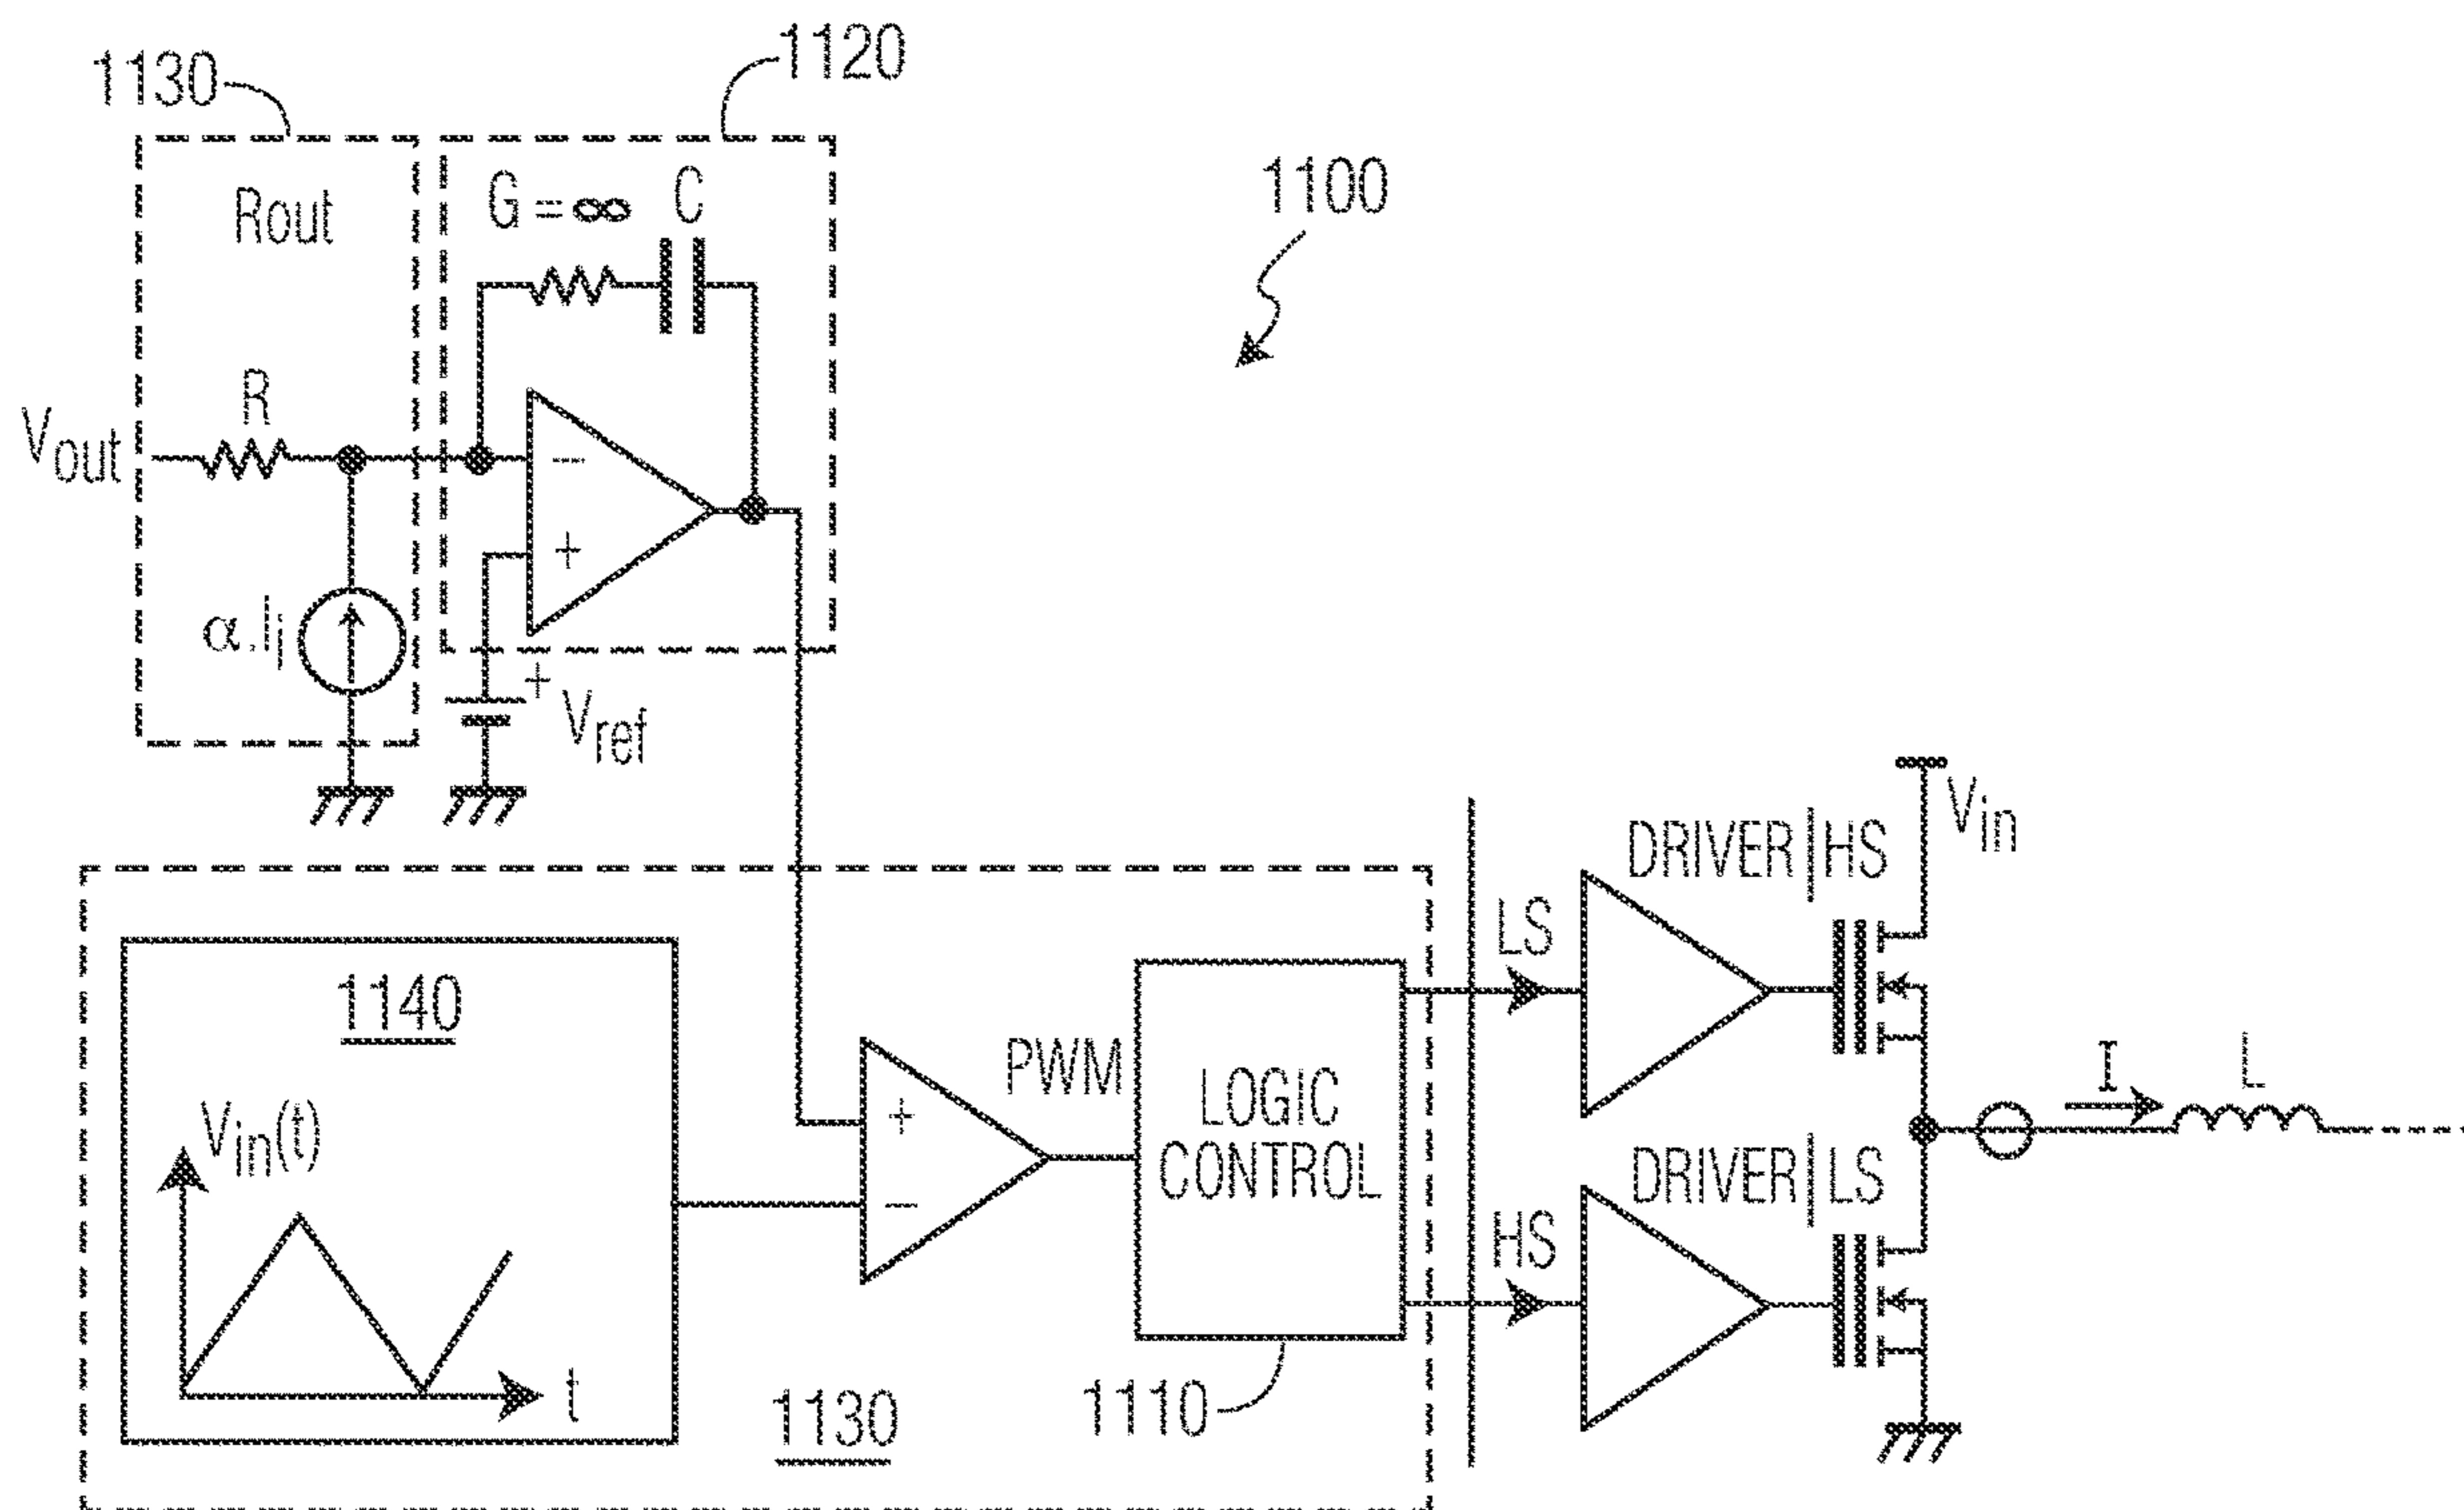 1130
1120
1100
Rout
G = ∞ C
R
Vout
−
+
α.Ii
+
Vref
Vin
DRIVER|HS
LS
1140
PWM
LOGIC
CONTROL
I
L
Vin(t)
+
−
DRIVER|LS
HS
t
1130
1110